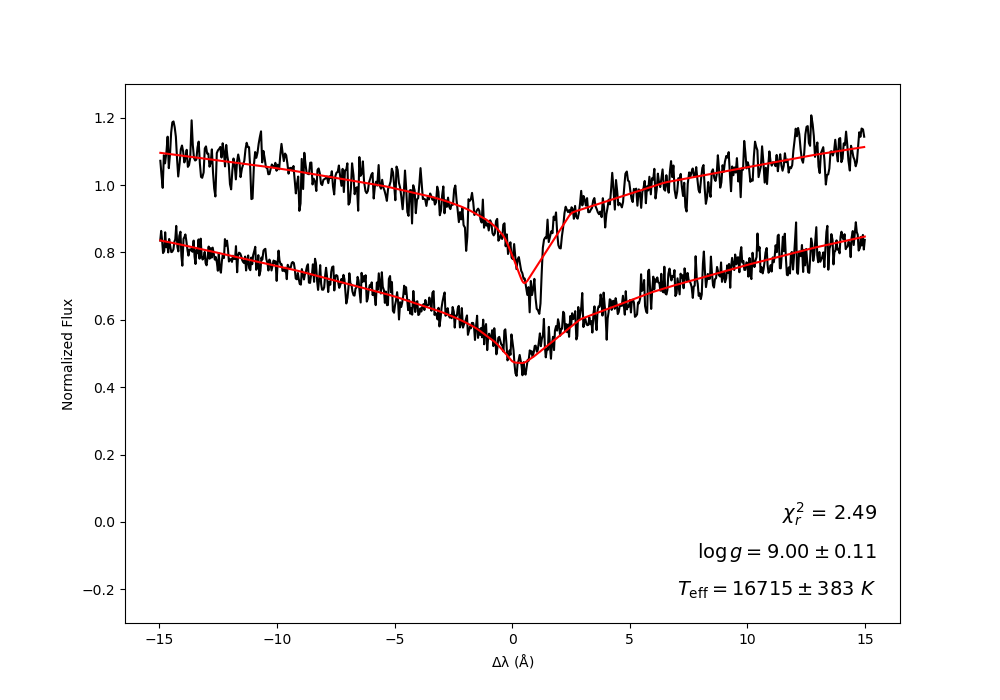 1.2
1.0
0.8
0.6
0.4
0.2
0.0
−0.2
Normalized Flux
χ²ᵣ = 2.49
log g = 9.00 ± 0.11
T_eff = 16715 ± 383 K
−15 −10 −5 0 5 10 15
Δλ (Å)